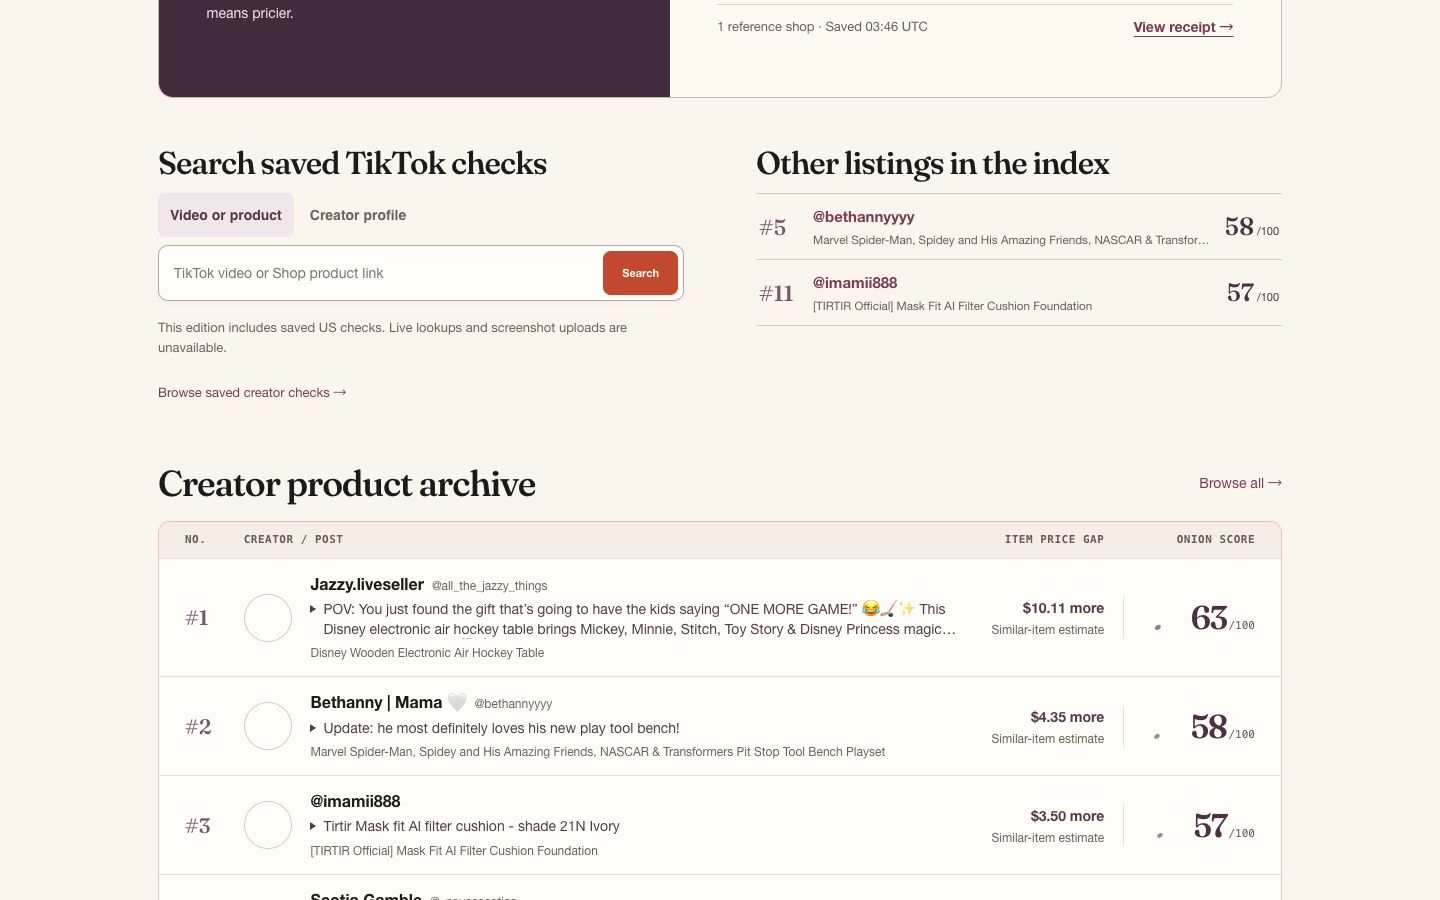 means pricier.
1 reference shop · Saved 03:46 UTC
View receipt →
Search saved TikTok checks
Video or product
Creator profile
TikTok video or Shop product link
Search
This edition includes saved US checks. Live lookups and screenshot uploads are
unavailable.
Browse saved creator checks →
Other listings in the index
#5
@bethannyyyy
Marvel Spider-Man, Spidey and His Amazing Friends, NASCAR & Transfor…
58 /100
#11
@imamii888
[TIRTIR Official] Mask Fit AI Filter Cushion Foundation
57 /100
Creator product archive
Browse all →
NO. CREATOR / POST ITEM PRICE GAP ONION SCORE
#1
Jazzy.liveseller @all_the_jazzy_things
POV: You just found the gift that’s going to have the kids saying “ONE MORE GAME!” 😂🏒✨ This
Disney electronic air hockey table brings Mickey, Minnie, Stitch, Toy Story & Disney Princess magic…
Disney Wooden Electronic Air Hockey Table
$10.11 more
Similar-item estimate
63/100
#2
Bethanny | Mama 🤍 @bethannyyyy
Update: he most definitely loves his new play tool bench!
Marvel Spider-Man, Spidey and His Amazing Friends, NASCAR & Transformers Pit Stop Tool Bench Playset
$4.35 more
Similar-item estimate
58/100
#3
@imamii888
Tirtir Mask fit AI filter cushion - shade 21N Ivory
[TIRTIR Official] Mask Fit AI Filter Cushion Foundation
$3.50 more
Similar-item estimate
57/100